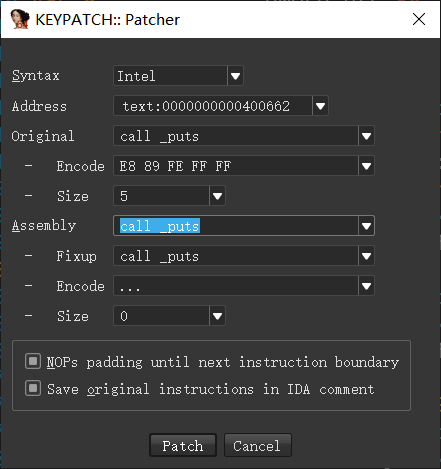 KEYPATCH:: Patcher
Syntax Intel
Address text:0000000000400662
Original call _puts
- Encode E8 89 FE FF FF
- Size 5
Assembly call _puts
- Fixup call _puts
- Encode ...
- Size 0
NOPs padding until next instruction boundary
Save original instructions in IDA comment
Patch Cancel